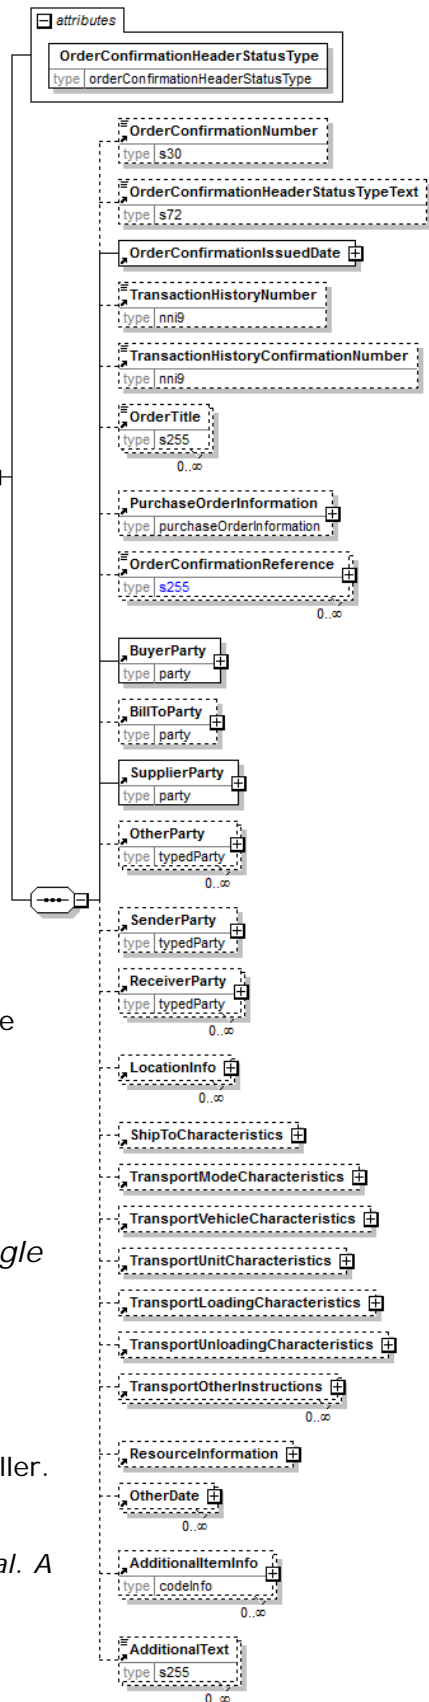 attributes
OrderConfirmationHeaderStatusType
type orderConfirmationHeaderStatusType
OrderConfirmationNumber
type s30
OrderConfirmationHeaderStatusTypeText
type s72
OrderConfirmationIssuedDate
TransactionHistoryNumber
type nni9
TransactionHistoryConfirmationNumber
type nni9
OrderTitle
type s255
0..∞
PurchaseOrderInformation
type purchaseOrderInformation
OrderConfirmationReference
type s255
0..∞
BuyerParty
type party
BillToParty
type party
SupplierParty
type party
OtherParty
type typedParty
0..∞
SenderParty
type typedParty
ReceiverParty
type typedParty
e
0..∞
LocationInfo
0..∞
ShipToCharacteristics
TransportModeCharacteristics
TransportVehicleCharacteristics
gle
TransportUnitCharacteristics
TransportLoadingCharacteristics
TransportUnloadingCharacteristics
TransportOtherInstructions
0..∞
ResourceInformation
ller.
OtherDate
0..∞
AdditionalItemInfo
al. A
type codeInfo
0..∞
AdditionalText
type s255
0..∞